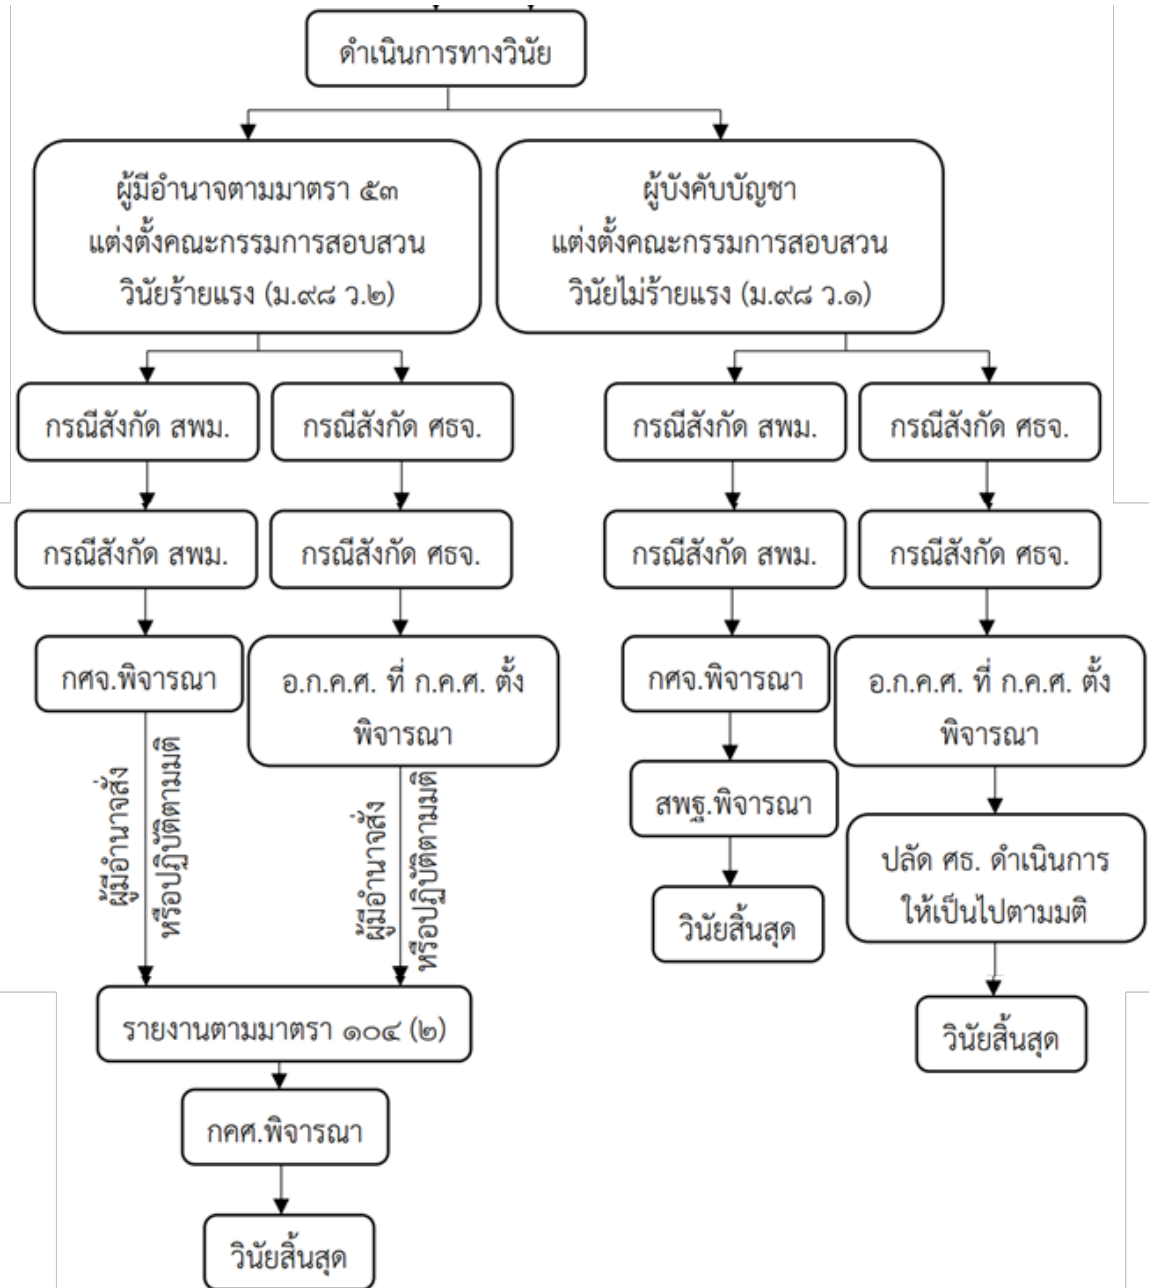 ดำเนินการทางวินัย
ผู้มีอำนาจตามมาตรา ๕๓
แต่งตั้งคณะกรรมการสอบสวน
วินัยร้ายแรง (ม.๙๘ ว.๒)
ผู้บังคับบัญชา
แต่งตั้งคณะกรรมการสอบสวน
วินัยไม่ร้ายแรง (ม.๙๘ ว.๑)
กรณีสังกัด สพม.
กรณีสังกัด ศธจ.
กรณีสังกัด สพม.
กรณีสังกัด ศธจ.
กรณีสังกัด สพม.
กรณีสังกัด ศธจ.
กรณีสังกัด สพม.
กรณีสังกัด ศธจ.
กศจ.พิจารณา
อ.ก.ค.ศ. ที่ ก.ค.ศ. ตั้ง
พิจารณา
กศจ.พิจารณา
อ.ก.ค.ศ. ที่ ก.ค.ศ. ตั้ง
พิจารณา
ผู้มีอำนาจสั่ง
หรือปฏิบัติตามมติ
ผู้มีอำนาจสั่ง
หรือปฏิบัติตามมติ
สพฐ.พิจารณา
ปลัด ศธ. ดำเนินการ
ให้เป็นไปตามมติ
วินัยสิ้นสุด
รายงานตามมาตรา ๑๐๔ (๒)
วินัยสิ้นสุด
กคศ.พิจารณา
วินัยสิ้นสุด